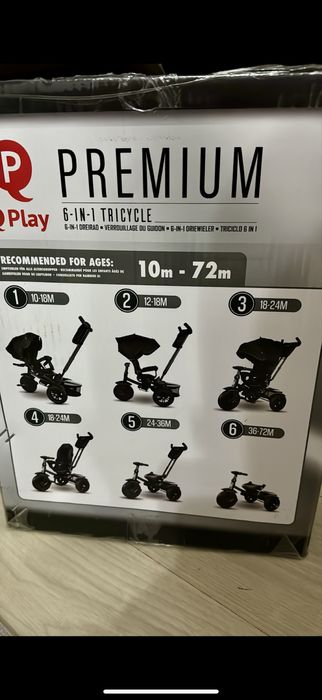 P
Q Play
PREMIUM
6-IN-1 TRICYCLE
6-IN-1 DREIRAD • VERROUILLAGE DU GUIDON • 6-IN-1 DRIEWIELER • TRICICLO 6 IN 1
RECOMMENDED FOR AGES:
10m - 72m
1 10-18M
2 12-18M
3 18-24M
4 18-24M
5 24-36M
6 36-72M